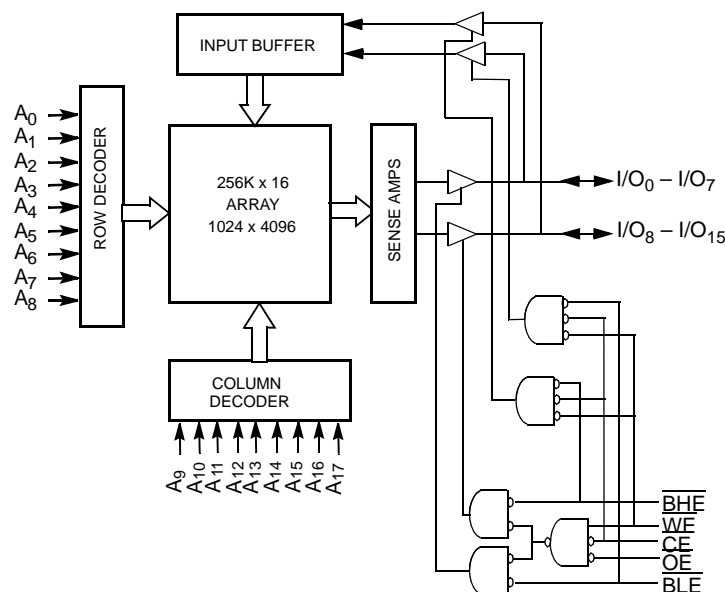 INPUT BUFFER
A0
A1
A2
A3
A4
A5
A6
A7
A8
ROW DECODER
256K x 16
ARRAY
1024 x 4096
SENSE AMPS
I/O0 – I/O7
I/O8 – I/O15
COLUMN
DECODER
A9
A10
A11
A12
A13
A14
A15
A16
A17
BHE
WE
CE
OE
BLE